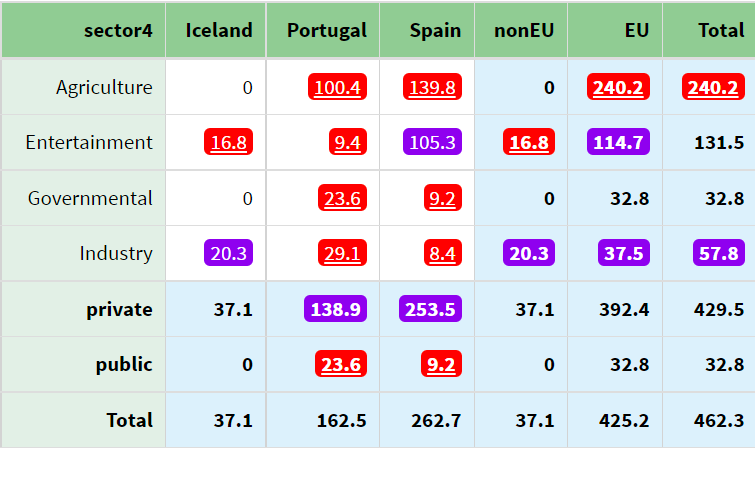 sector4 Iceland Portugal Spain nonEU EU Total
Agriculture 0 100.4 139.8 0 240.2 240.2
Entertainment 16.8 9.4 105.3 16.8 114.7 131.5
Governmental 0 23.6 9.2 0 32.8 32.8
Industry 20.3 29.1 8.4 20.3 37.5 57.8
private 37.1 138.9 253.5 37.1 392.4 429.5
public 0 23.6 9.2 0 32.8 32.8
Total 37.1 162.5 262.7 37.1 425.2 462.3